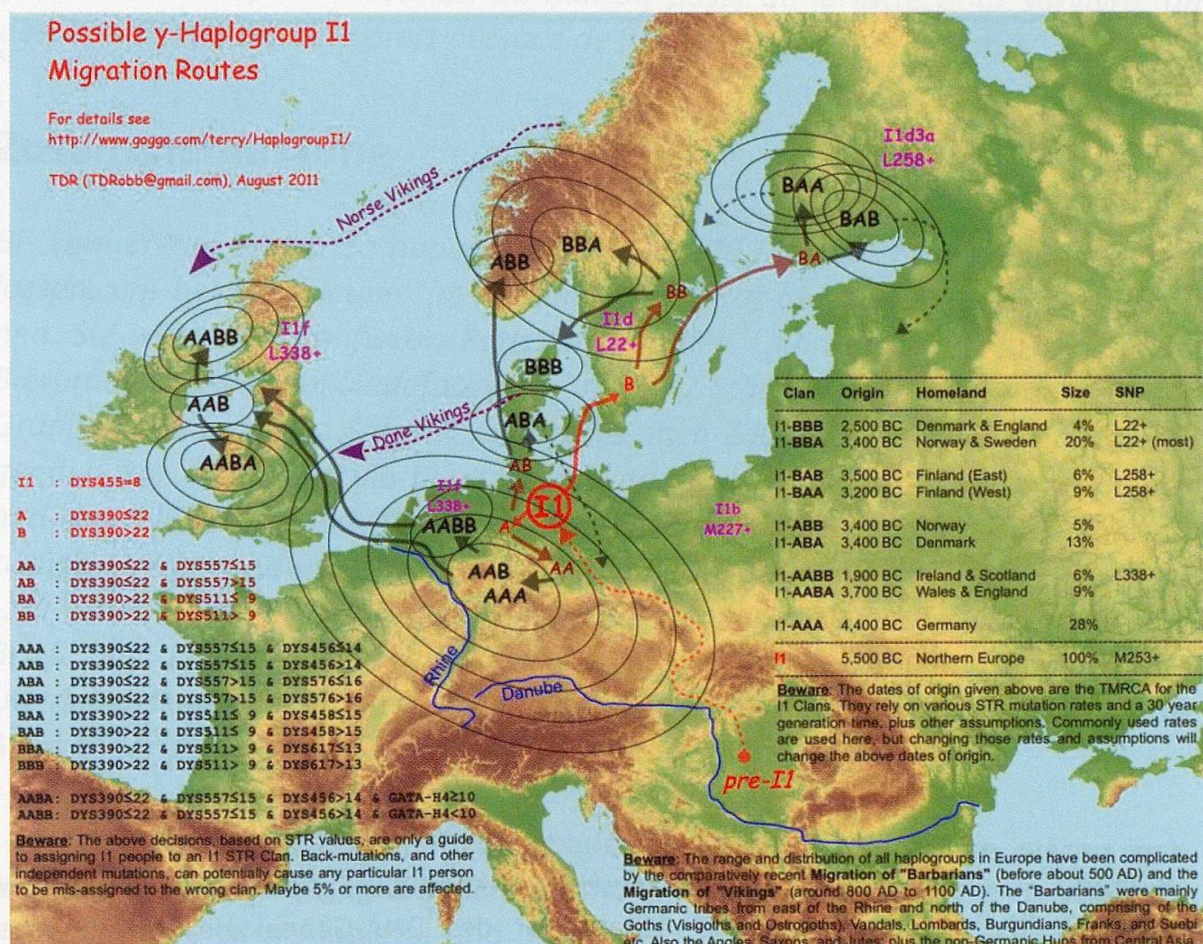 Possible y-Haplogroup I1
Migration Routes
For details see
http://www.goggo.com/terry/HaplogroupI1/
TDR (TDRobb@gmail.com), August 2011
Norse Vikings
I1d3a
L258+
BAA
BAB
BA
BBA
ABB
BB
I1d
L22+
I1f
L338+
AABB
AAB
AABA
BBB
B
ABA
Dane Vikings
AB
I1
A
AA
I1f
L338+
AABB
AAB
AAA
I1b
M227+
Rhine
Danube
pre-I1
I1 : DYS455=8
A : DYS390≤22
B : DYS390>22
AA : DYS390≤22 & DYS557≤15
AB : DYS390≤22 & DYS557>15
BA : DYS390>22 & DYS511≤ 9
BB : DYS390>22 & DYS511> 9
AAA : DYS390≤22 & DYS557≤15 & DYS456≤14
AAB : DYS390≤22 & DYS557≤15 & DYS456>14
ABA : DYS390≤22 & DYS557>15 & DYS576≤16
ABB : DYS390≤22 & DYS557>15 & DYS576>16
BAA : DYS390>22 & DYS511≤ 9 & DYS458≤15
BAB : DYS390>22 & DYS511≤ 9 & DYS458>15
BBA : DYS390>22 & DYS511> 9 & DYS617≤13
BBB : DYS390>22 & DYS511> 9 & DYS617>13
AABA: DYS390≤22 & DYS557≤15 & DYS456>14 & GATA-H4≥10
AABB: DYS390≤22 & DYS557≤15 & DYS456>14 & GATA-H4<10
Beware: The above decisions, based on STR values, are only a guide
to assigning I1 people to an I1 STR Clan. Back-mutations, and other
independent mutations, can potentially cause any particular I1 person
to be mis-assigned to the wrong clan. Maybe 5% or more are affected.
Clan Origin Homeland Size SNP
I1-BBB 2,500 BC Denmark & England 4% L22+
I1-BBA 3,400 BC Norway & Sweden 20% L22+ (most)
I1-BAB 3,500 BC Finland (East) 6% L258+
I1-BAA 3,200 BC Finland (West) 9% L258+
I1-ABB 3,400 BC Norway 5%
I1-ABA 3,400 BC Denmark 13%
I1-AABB 1,900 BC Ireland & Scotland 6% L338+
I1-AABA 3,700 BC Wales & England 9%
I1-AAA 4,400 BC Germany 28%
I1 5,500 BC Northern Europe 100% M253+
Beware: The dates of origin given above are the TMRCA for the
I1 Clans. They rely on various STR mutation rates and a 30 year
generation time, plus other assumptions. Commonly used rates
are used here, but changing those rates and assumptions will
change the above dates of origin.
Beware: The range and distribution of all haplogroups in Europe have been complicated
by the comparatively recent Migration of "Barbarians" (before about 500 AD) and the
Migration of "Vikings" (around 800 AD to 1100 AD). The "Barbarians" were mainly
Germanic tribes from east of the Rhine and north of the Danube, comprising of the
Goths (Visigoths and Ostrogoths), Vandals, Lombards, Burgundians, Franks, and Suebi
etc. Also the Angles, Saxons, and Jutes; plus the non-Germanic Huns from Central Asia